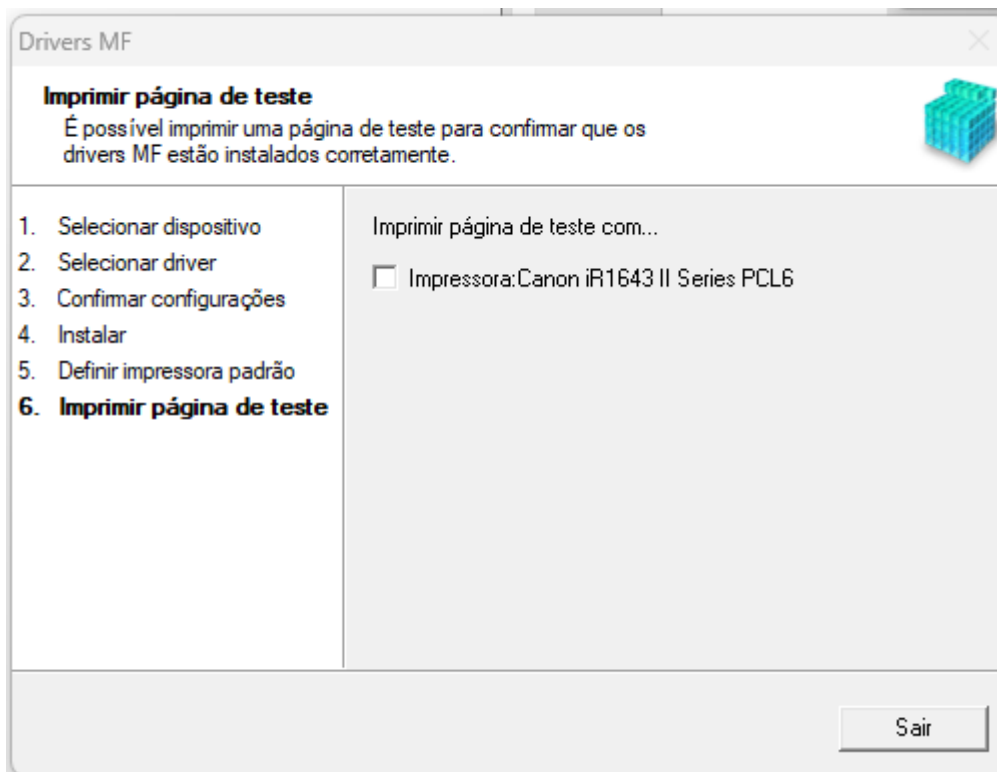 Drivers MF
Imprimir página de teste
É possível imprimir uma página de teste para confirmar que os
drivers MF estão instalados corretamente.
1. Selecionar dispositivo
2. Selecionar driver
3. Confirmar configurações
4. Instalar
5. Definir impressora padrão
6. Imprimir página de teste
Imprimir página de teste com...
Impressora:Canon iR1643 II Series PCL6
Sair